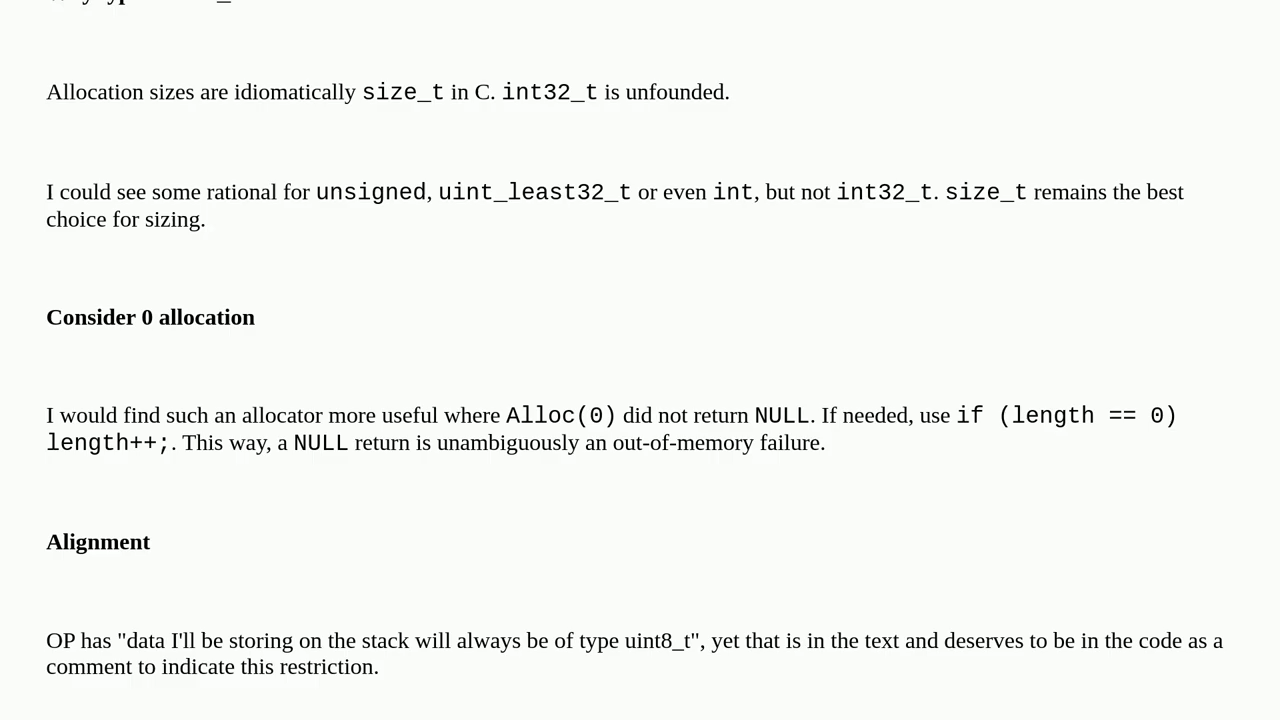 Allocation sizes are idiomatically size_t in C. int32_t is unfounded.
I could see some rational for unsigned, uint_least32_t or even int, but not int32_t. size_t remains the best
choice for sizing.
Consider 0 allocation
I would find such an allocator more useful where Alloc(0) did not return NULL. If needed, use if (length == 0)
length++;. This way, a NULL return is unambiguously an out-of-memory failure.
Alignment
OP has "data I'll be storing on the stack will always be of type uint8_t", yet that is in the text and deserves to be in the code as a
comment to indicate this restriction.